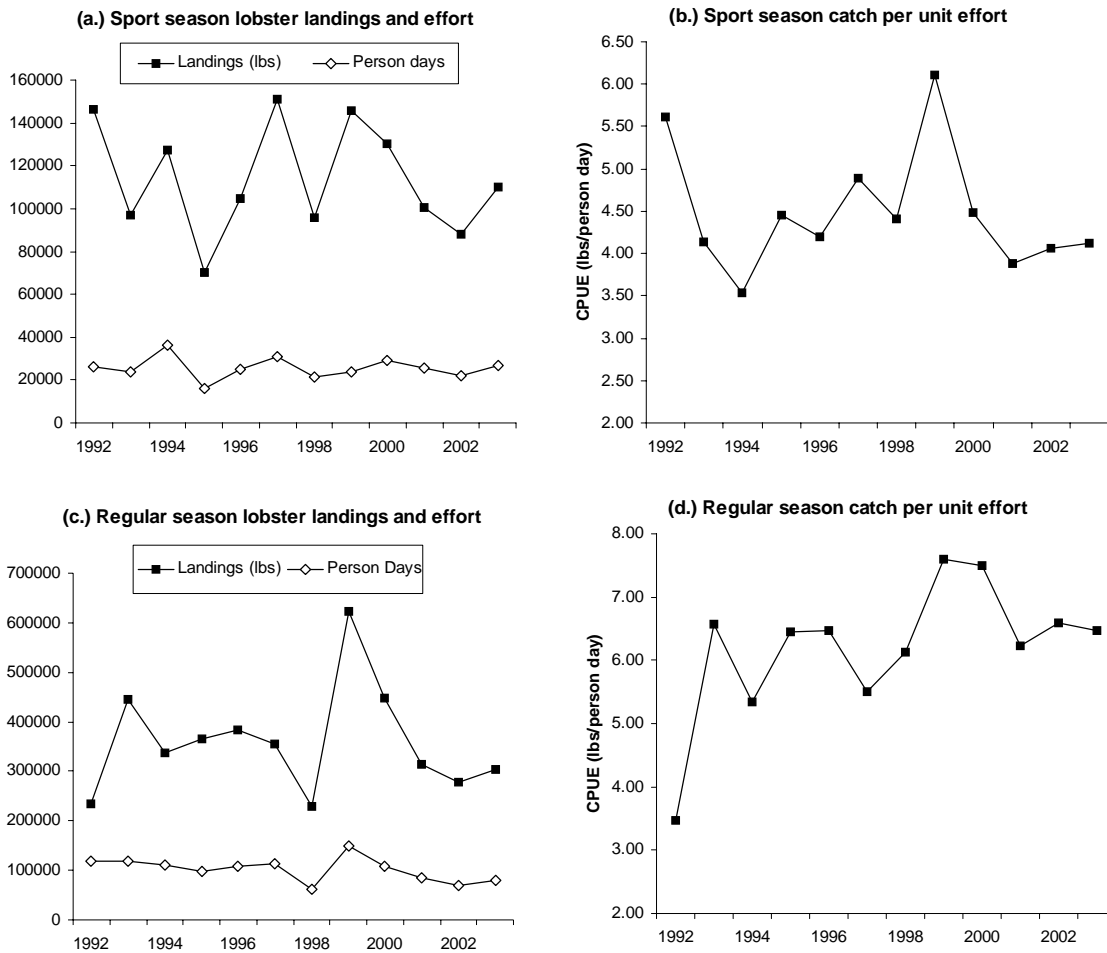 (a.) Sport season lobster landings and effort
Landings (lbs) Person days
160000
140000
120000
100000
80000
60000
40000
20000
0
1992 1994 1996 1998 2000 2002
(b.) Sport season catch per unit effort
CPUE (lbs/person day)
6.50
6.00
5.50
5.00
4.50
4.00
3.50
3.00
2.50
2.00
1992 1994 1996 1998 2000 2002
(c.) Regular season lobster landings and effort
Landings (lbs) Person Days
700000
600000
500000
400000
300000
200000
100000
0
1992 1994 1996 1998 2000 2002
(d.) Regular season catch per unit effort
CPUE (lbs/person day)
8.00
7.00
6.00
5.00
4.00
3.00
2.00
1992 1994 1996 1998 2000 2002